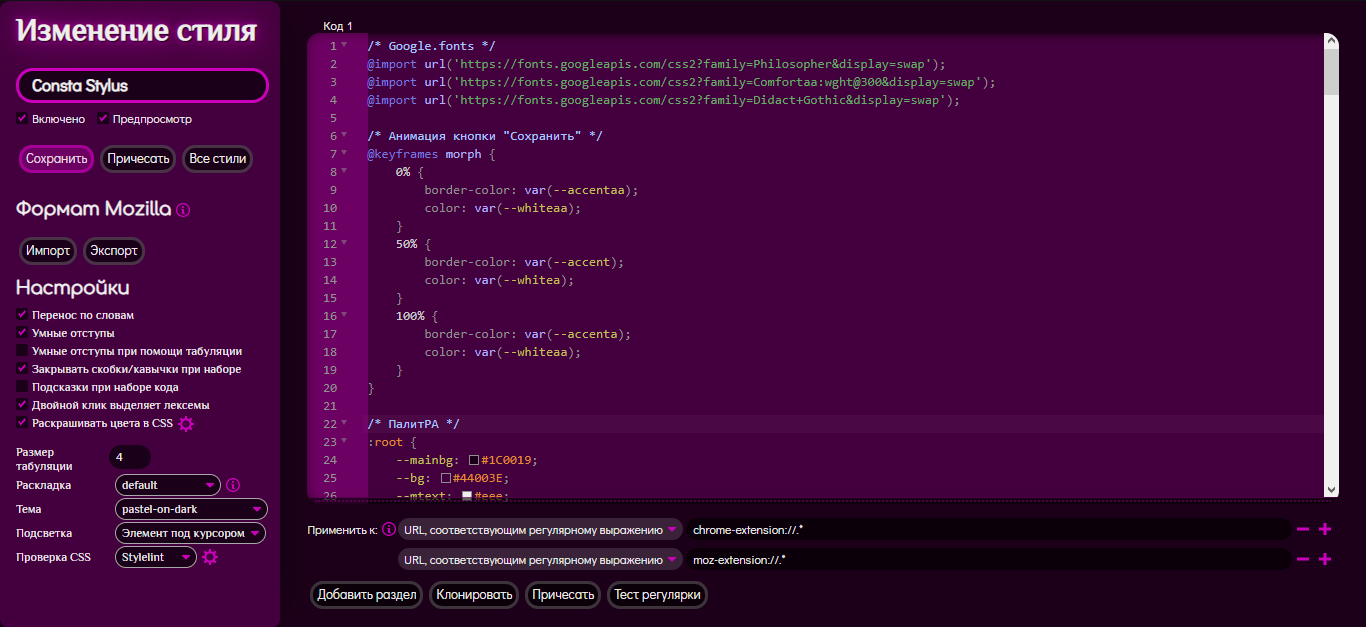 Изменение стиля
Consta Stylus
Включено Предпросмотр
Сохранить Причесать Все стили
Формат Mozilla
Импорт Экспорт
Настройки
Перенос по словам
Умные отступы
Умные отступы при помощи табуляции
Закрывать скобки/кавычки при наборе
Подсказки при наборе кода
Двойной клик выделяет лексемы
Раскрашивать цвета в CSS
Размер табуляции 4
Раскладка default
Тема pastel-on-dark
Подсветка Элемент под курсором
Проверка CSS Stylelint
Код 1
1 /* Google.fonts */
2 @import url('https://fonts.googleapis.com/css2?family=Philosopher&display=swap');
3 @import url('https://fonts.googleapis.com/css2?family=Comfortaa:wght@300&display=swap');
4 @import url('https://fonts.googleapis.com/css2?family=Didact+Gothic&display=swap');
5
6 /* Анимация кнопки "Сохранить" */
7 @keyframes morph {
8 0% {
9 border-color: var(--accentaa);
10 color: var(--whiteaa);
11 }
12 50% {
13 border-color: var(--accent);
14 color: var(--whitea);
15 }
16 100% {
17 border-color: var(--accenta);
18 color: var(--whiteaa);
19 }
20 }
21
22 /* ПалитРА */
23 :root {
24 --mainbg: #1C0019;
25 --bg: #44003E;
26 --mtext: #eee;
Применить к: URL, соответствующим регулярному выражению chrome-extension://.*
URL, соответствующим регулярному выражению moz-extension://.*
Добавить раздел Клонировать Причесать Тест регулярки